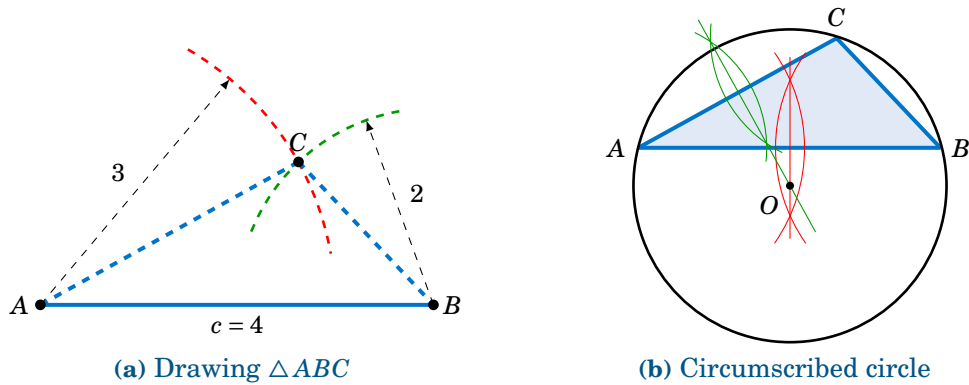 3
C
2
A
B
c = 4
(a) Drawing △ABC
C
A
B
O
(b) Circumscribed circle